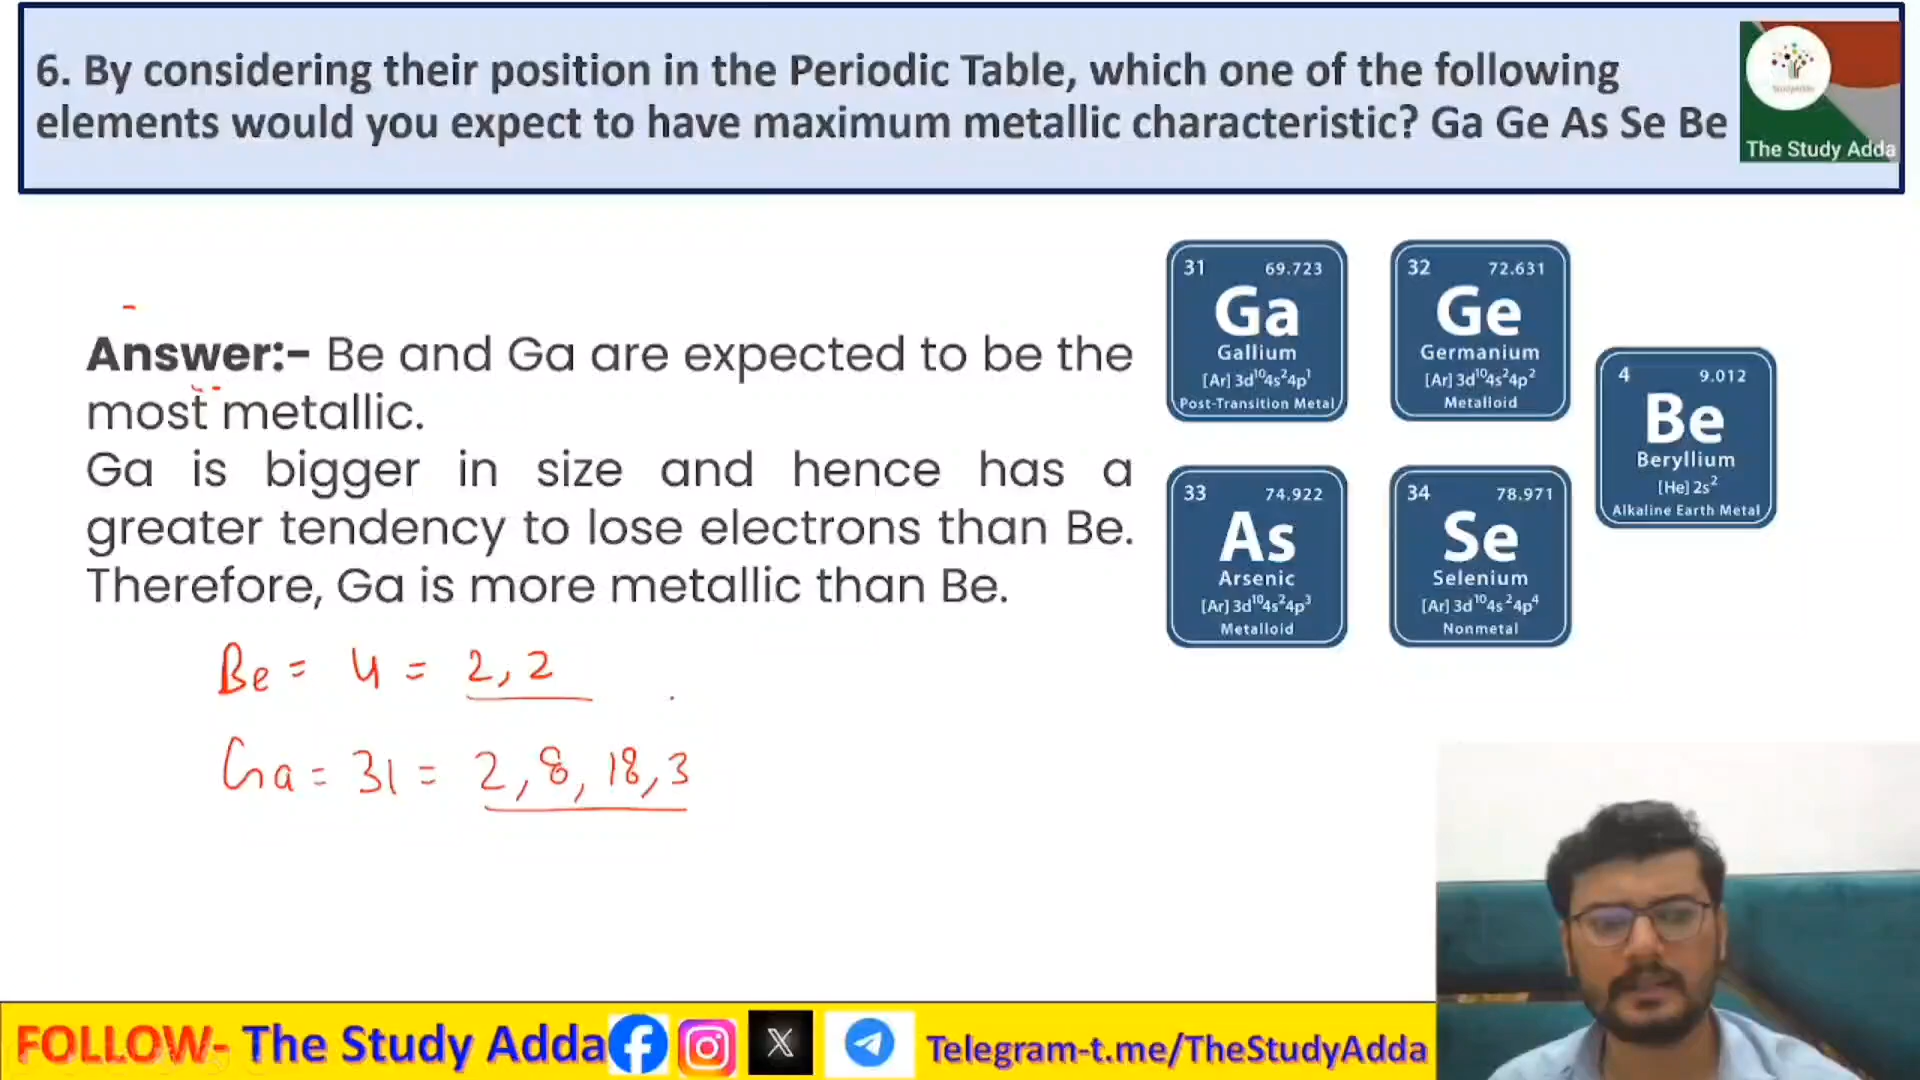 6. By considering their position in the Periodic Table, which one of the following
elements would you expect to have maximum metallic characteristic? Ga Ge As Se Be
StudyAdda
The Study Adda
Answer:- Be and Ga are expected to be the
most metallic.
Ga is bigger in size and hence has a
greater tendency to lose electrons than Be.
Therefore, Ga is more metallic than Be.
Be = 4 = 2, 2
Ga = 31 = 2, 8, 18, 3
31 69.723
Ga
Gallium
[Ar] 3d¹⁰4s²4p¹
Post-Transition Metal
32 72.631
Ge
Germanium
[Ar] 3d¹⁰4s²4p²
Metalloid
4 9.012
Be
Beryllium
[He] 2s²
Alkaline Earth Metal
33 74.922
As
Arsenic
[Ar] 3d¹⁰4s²4p³
Metalloid
34 78.971
Se
Selenium
[Ar] 3d¹⁰4s²4p⁴
Nonmetal
FOLLOW- The Study Adda
Telegram-t.me/TheStudyAdda